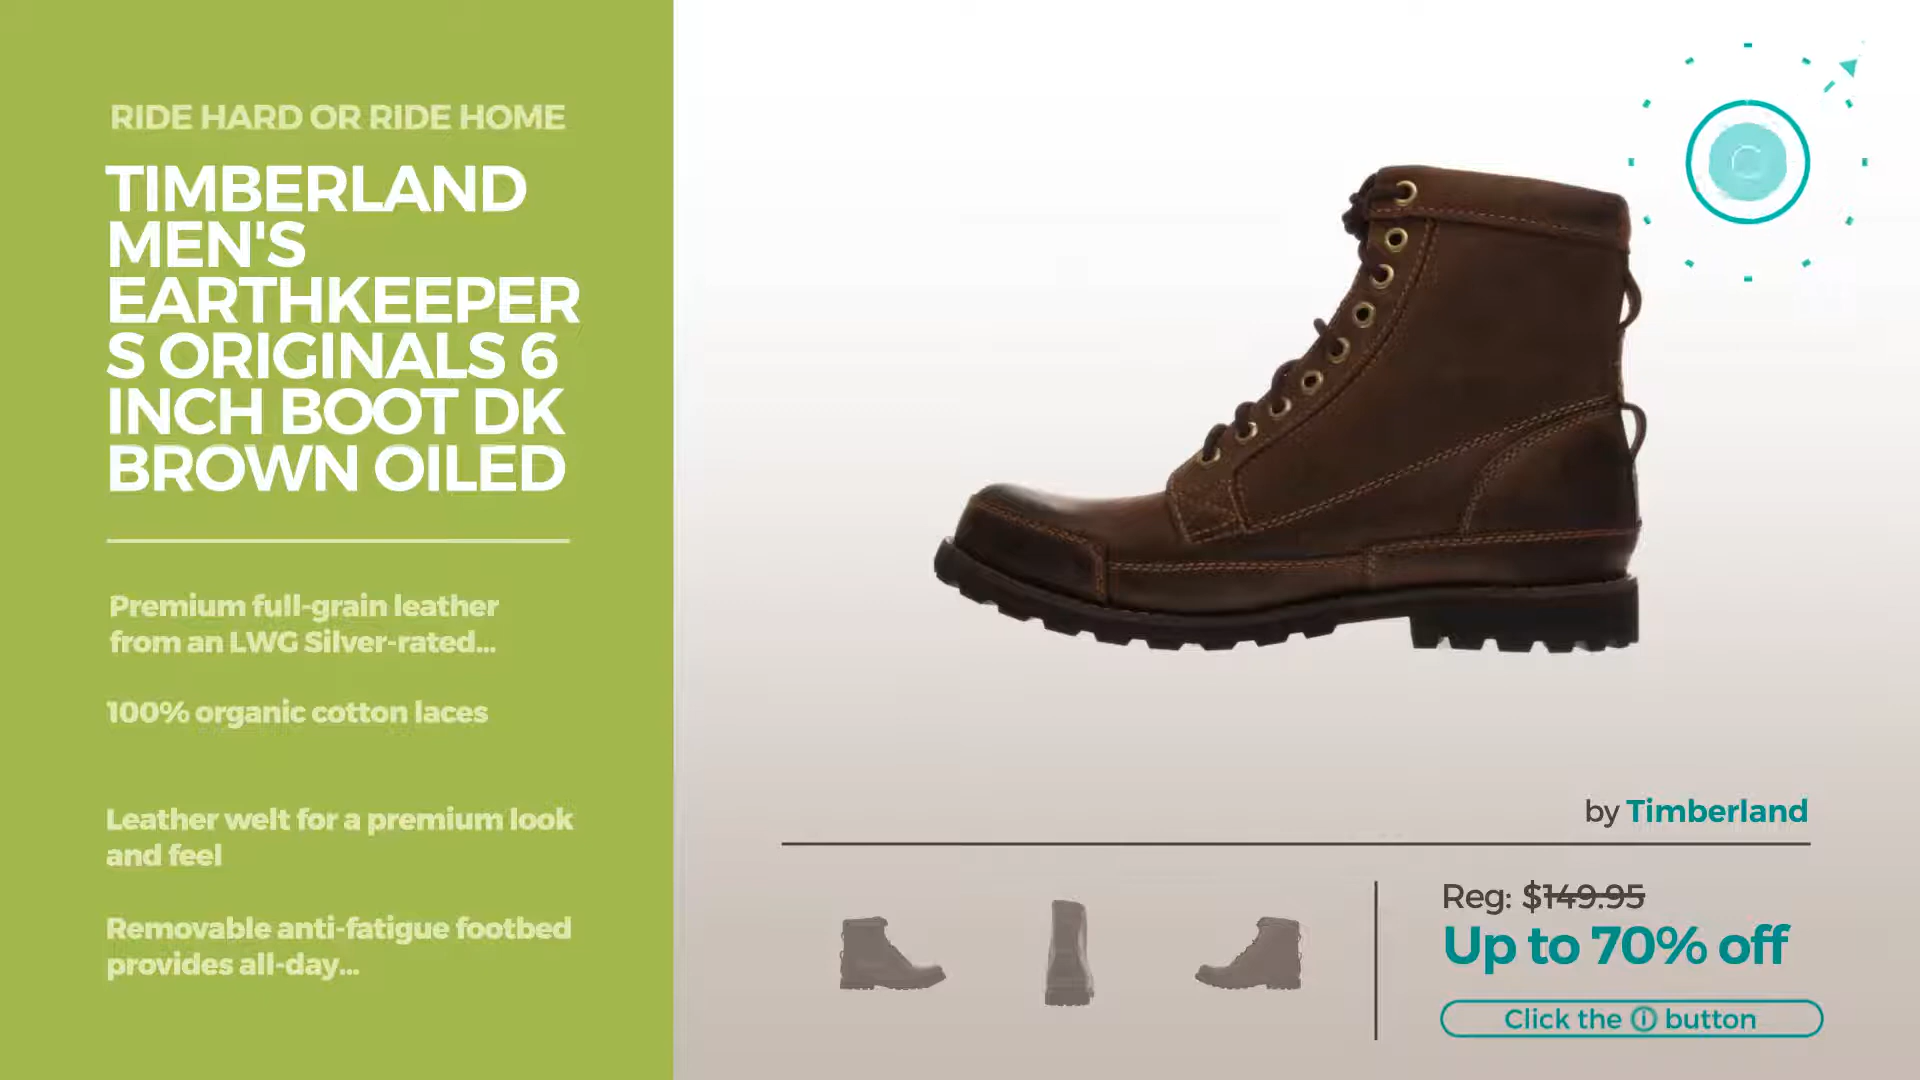 RIDE HARD OR RIDE HOME
TIMBERLAND
MEN'S
EARTHKEEPER
S ORIGINALS 6
INCH BOOT DK
BROWN OILED
Premium full-grain leather
from an LWG Silver-rated...
100% organic cotton laces
Leather welt for a premium look
and feel
Removable anti-fatigue footbed
provides all-day...
by Timberland
Reg: $149.95
Up to 70% off
Click the ⓘ button